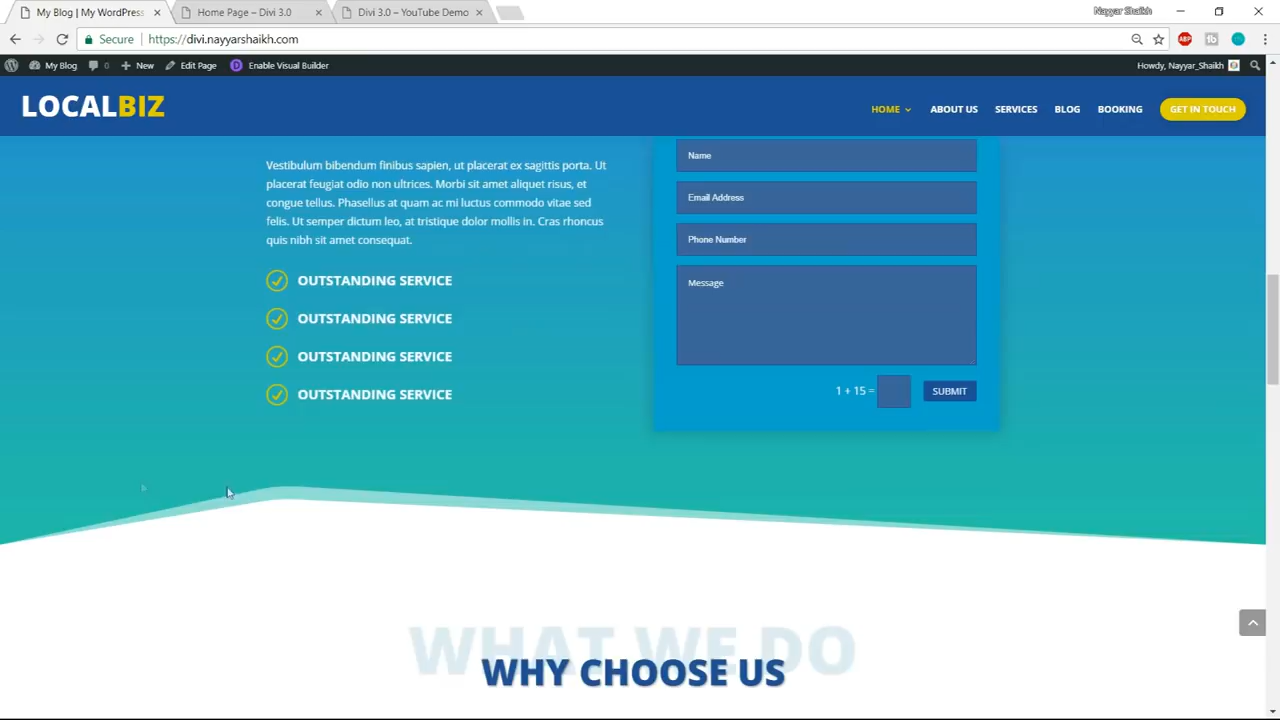 My Blog | My WordPress
Home Page – Divi 3.0
Divi 3.0 – YouTube Demo
Nayyar Shaikh
Secure
https://divi.nayyarshaikh.com
ABP
My Blog
0
New
Edit Page
D
Enable Visual Builder
Howdy, Nayyar_Shaikh
LOCALBIZ
HOME
ABOUT US
SERVICES
BLOG
BOOKING
GET IN TOUCH
Vestibulum bibendum finibus sapien, ut placerat ex sagittis porta. Ut
placerat feugiat odio non ultrices. Morbi sit amet aliquet risus, et
congue tellus. Phasellus at quam ac mi luctus commodo vitae sed
felis. Ut semper dictum leo, at tristique dolor mollis in. Cras rhoncus
quis nibh sit amet consequat.
OUTSTANDING SERVICE
OUTSTANDING SERVICE
OUTSTANDING SERVICE
OUTSTANDING SERVICE
Name
Email Address
Phone Number
Message
1 + 15 =
SUBMIT
WHAT WE DO
WHY CHOOSE US